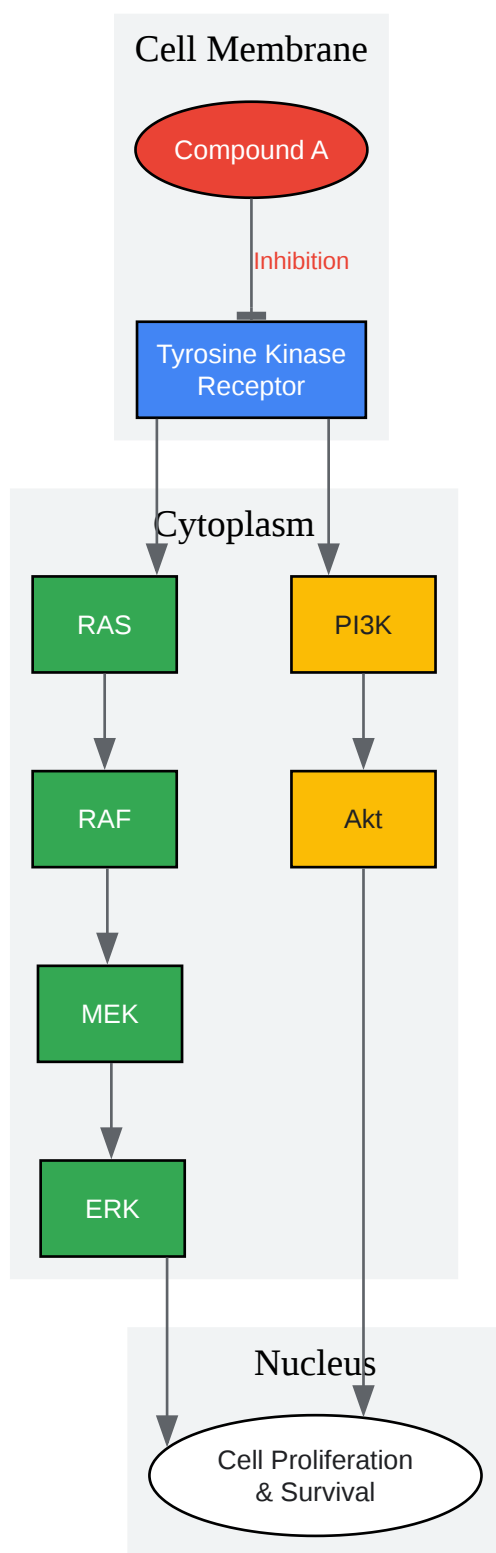 Cell Membrane
Compound A
Inhibition
Tyrosine Kinase
Receptor
Cytoplasm
RAS
PI3K
RAF
Akt
MEK
ERK
Nucleus
Cell Proliferation
& Survival